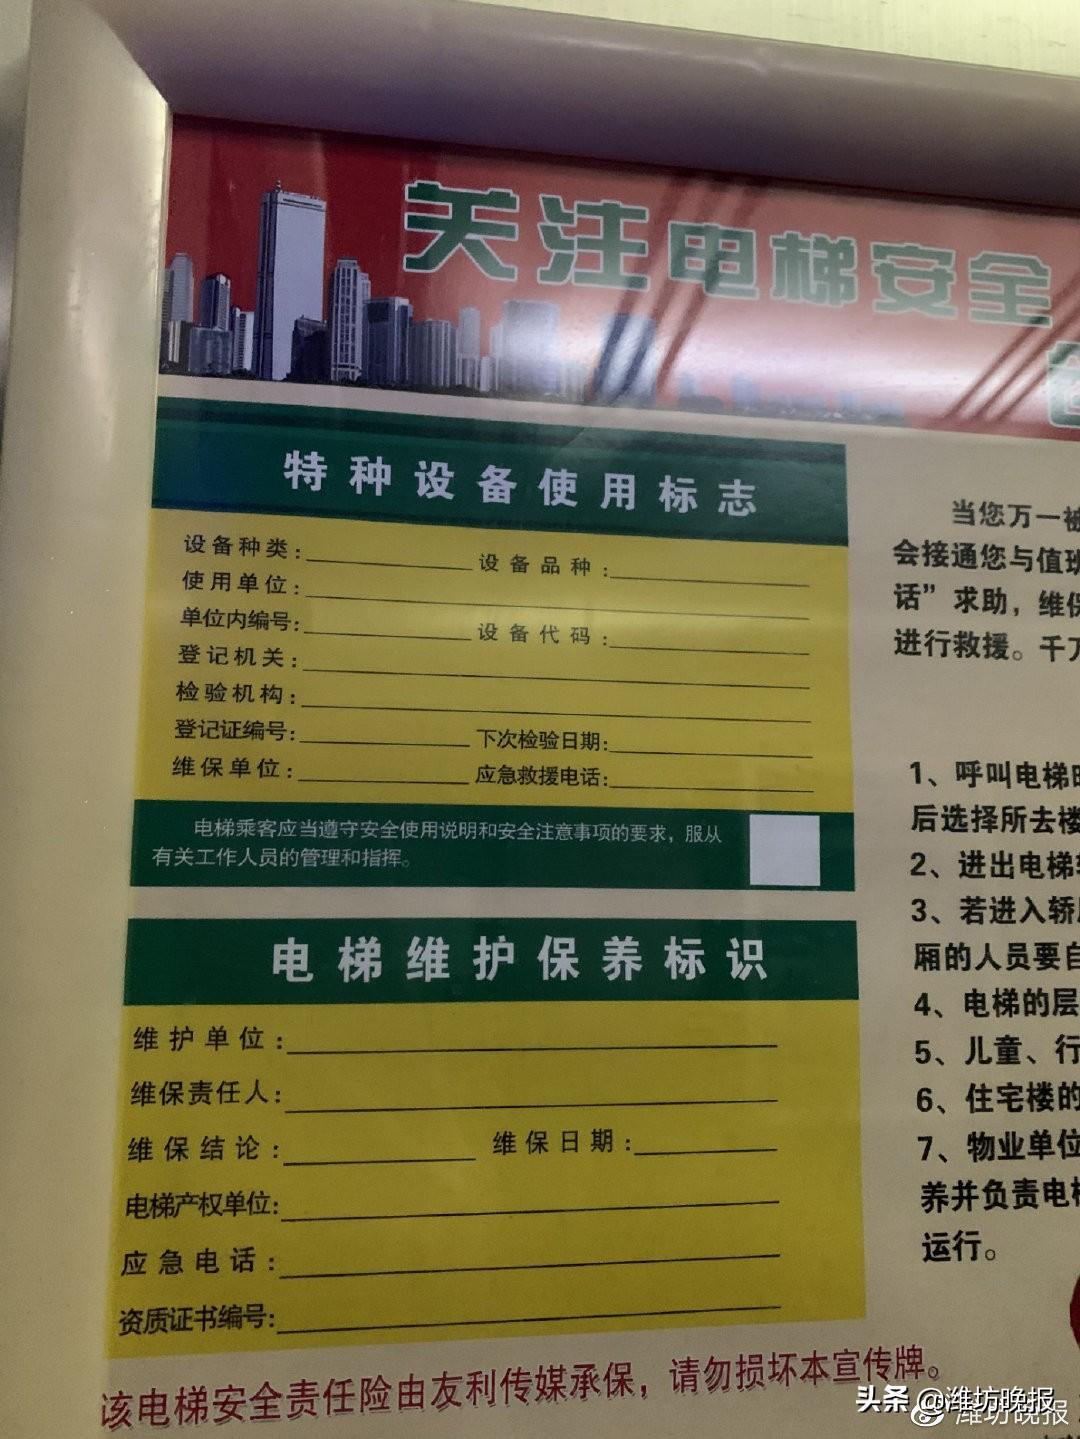 关注电梯安全
特种设备使用标志
设备种类：
设备品种：
使用单位：
单位内编号：
设备代码：
登记机关：
检验机构：
登记证编号：
下次检验日期：
维保单位：
应急救援电话：
电梯乘客应当遵守安全使用说明和安全注意事项的要求，服从
有关工作人员的管理和指挥。
电梯维护保养标识
维护单位：
维保责任人：
维保结论：
维保日期：
电梯产权单位：
应急电话：
资质证书编号：
当您万一被
会接通您与值班
话”求助，维保
进行救援。千万
1、呼叫电梯时
后选择所去楼
2、进出电梯轿
3、若进入轿厢
厢的人员要自
4、电梯的层
5、儿童、行
6、住宅楼的
7、物业单位
养并负责电梯
运行。
该电梯安全责任险由友利传媒承保，请勿损坏本宣传牌。
头条 @潍坊晚报
潍坊晚报